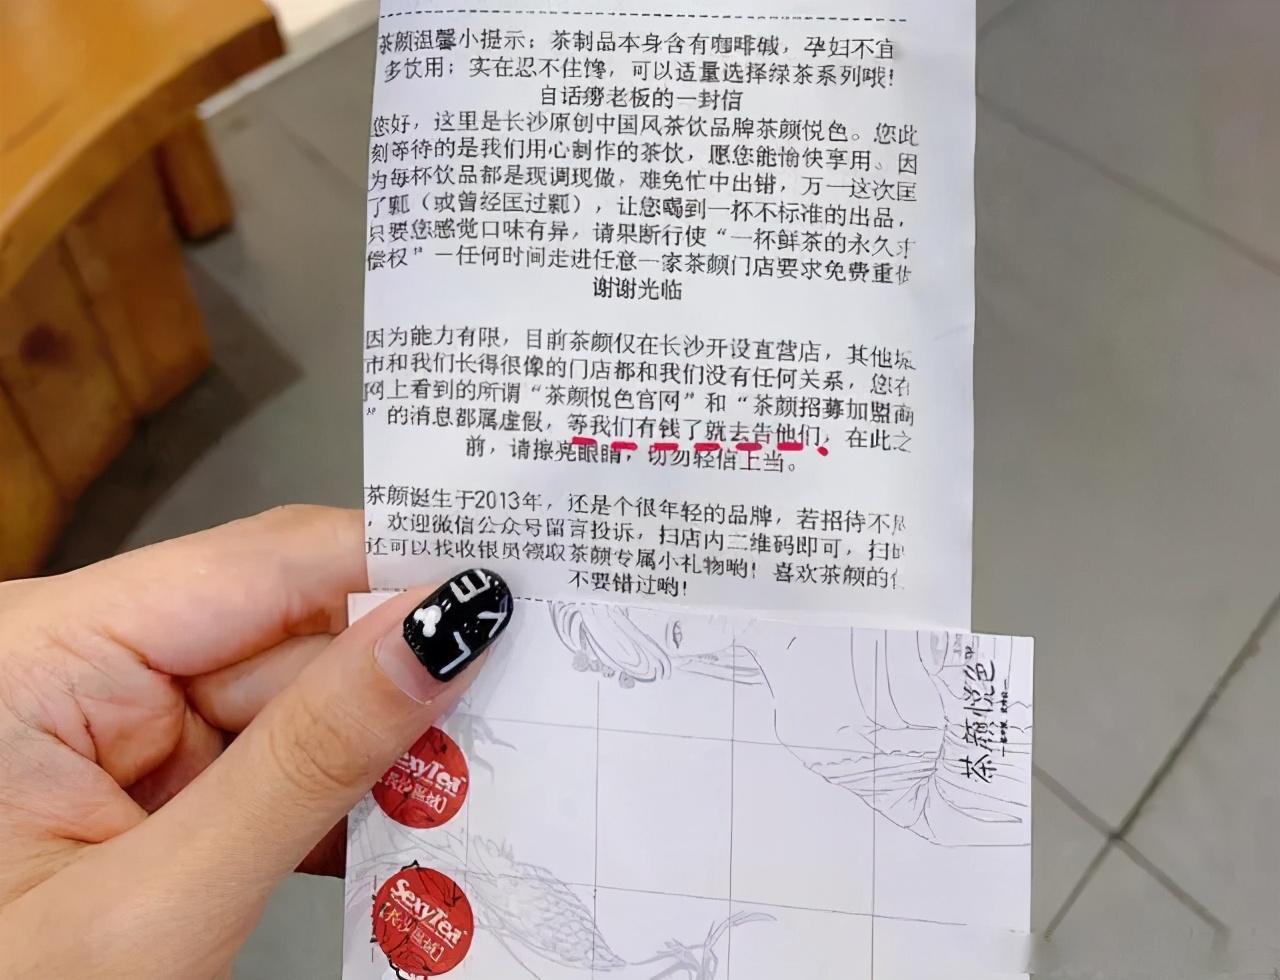 茶颜温馨小提示：茶制品本身含有咖啡碱，孕妇不宜
多饮用；实在忍不住馋，可以适量选择绿茶系列哦！
自话痨老板的一封信
您好，这里是长沙原创中国风茶饮品牌茶颜悦色。您此
刻等待的是我们用心制作的茶饮，愿您能愉快享用。因
为每杯饮品都是现调现做，难免忙中出错，万一这次匡
了瓢（或曾经匡过瓢），让您喝到一杯不标准的出品，
只要您感觉口味有异，请果断行使“一杯鲜茶的永久求
偿权”－任何时间走进任意一家茶颜门店要求免费重做
谢谢光临
因为能力有限，目前茶颜仅在长沙开设直营店，其他城
市和我们长得很像的门店都和我们没有任何关系，您在
网上看到的所谓“茶颜悦色官网”和“茶颜招募加盟商
”的消息都属虚假，等我们有钱了就去告他们，在此之
前，请擦亮眼睛，切勿轻信上当。
茶颜诞生于2013年，还是个很年轻的品牌，若招待不周
，欢迎微信公众号留言投诉，扫店内二维码即可，扫码
还可以找收银员领取茶颜专属小礼物哟！喜欢茶颜的你
不要错过哟！
茶颜悦色
SexyTea
SexyTea